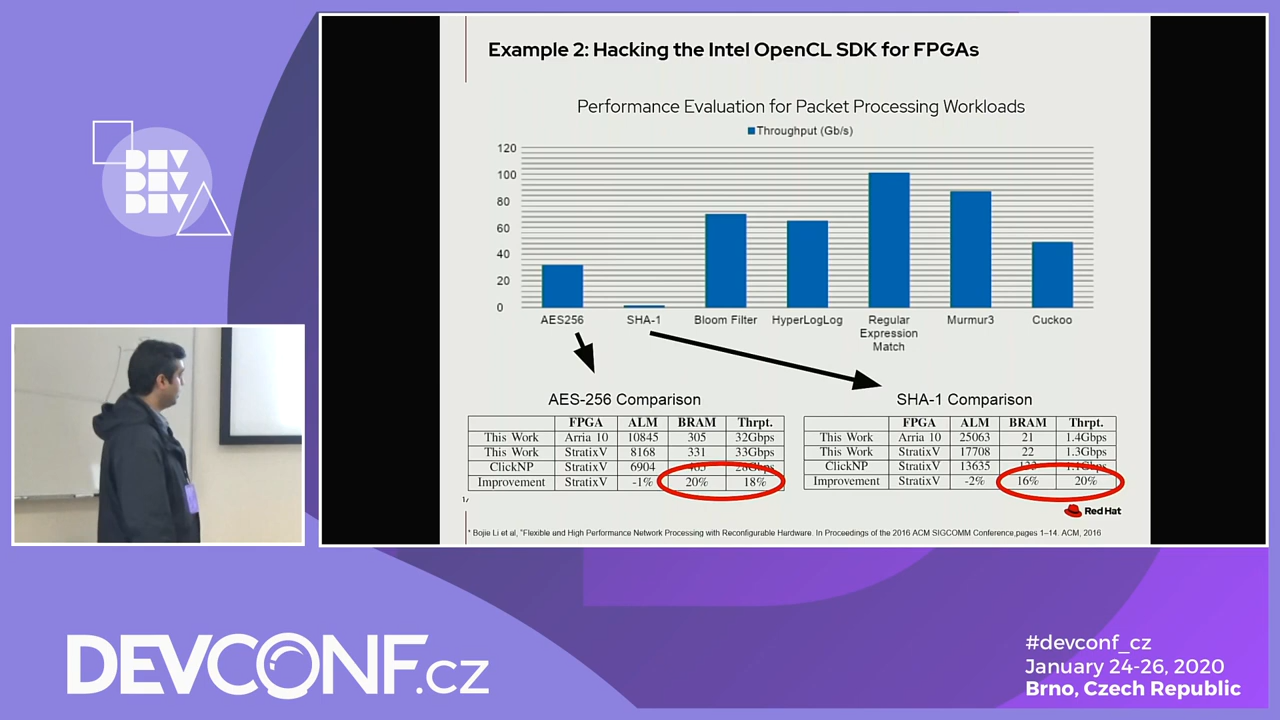 Example 2: Hacking the Intel OpenCL SDK for FPGAs
Performance Evaluation for Packet Processing Workloads
Throughput (Gb/s)
120
100
80
60
40
20
0
AES256 SHA-1 Bloom Filter HyperLogLog Regular Expression Match Murmur3 Cuckoo
AES-256 Comparison
FPGA ALM BRAM Thrpt.
This Work Arria 10 10845 305 32Gbps
This Work StratixV 8168 331 33Gbps
ClickNP StratixV 6904
Improvement StratixV -1% 20% 18%
SHA-1 Comparison
FPGA ALM BRAM Thrpt.
This Work Arria 10 25063 21 1.4Gbps
This Work StratixV 17708 22 1.3Gbps
ClickNP StratixV 13635
Improvement StratixV -2% 16% 20%
Red Hat
* Bojie Li et al, "Flexible and High Performance Network Processing with Reconfigurable Hardware. In Proceedings of the 2016 ACM SIGCOMM Conference,pages 1–14. ACM, 2016
DEV
DEV
DEV
DEVCONF.cz
#devconf_cz
January 24-26, 2020
Brno, Czech Republic